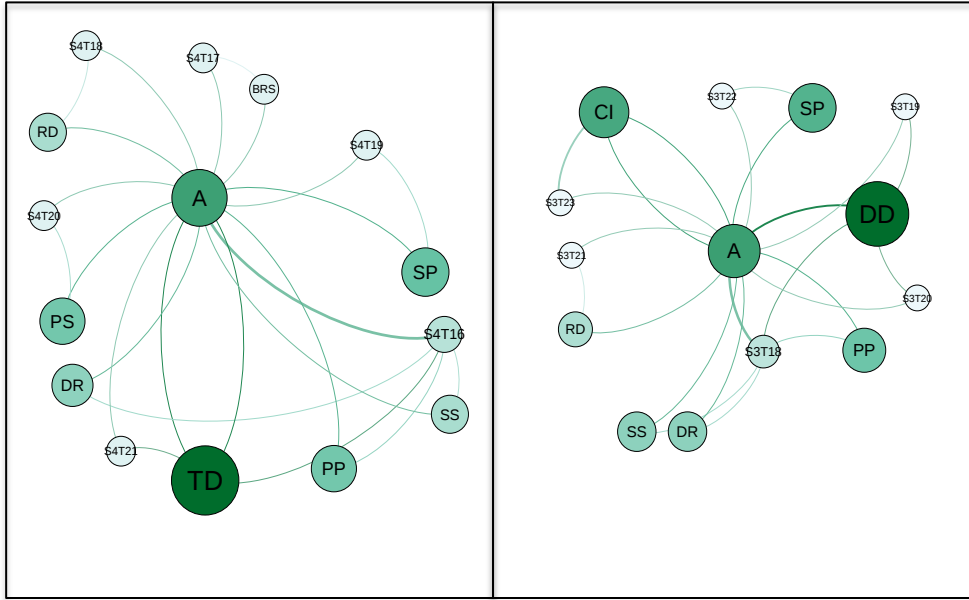 S4T18
S4T17
BRS
RD
S4T19
A
S4T20
SP
PS
S4T16
DR
SS
S4T21
TD
PP
CI
S3T22
SP
S3T19
S3T23
DD
A
S3T21
S3T20
RD
S3T18
PP
SS
DR